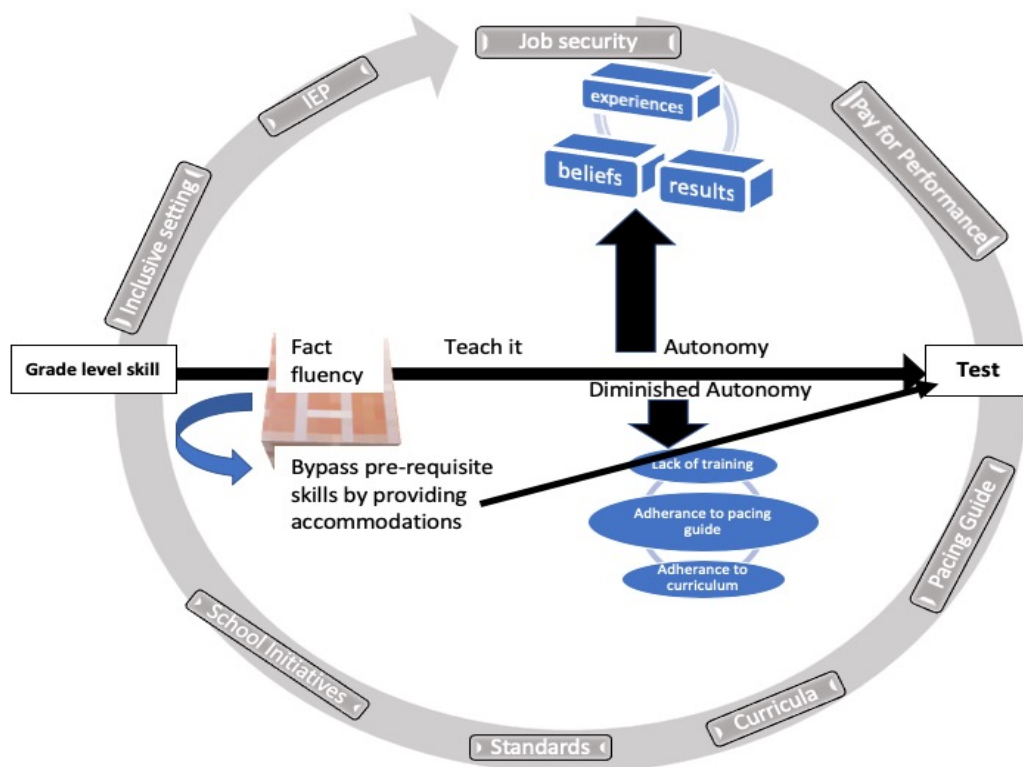 Job security
IEP
experiences
Pay for Performance
beliefs
results
Inclusive setting
Fact
fluency
Teach it
Autonomy
Grade level skill
Test
Diminished Autonomy
Bypass pre-requisite
skills by providing
accommodations
Lack of training
Adherance to pacing
guide
Adherance to
curriculum
Pacing Guide
School Initiatives
Curricula
Standards